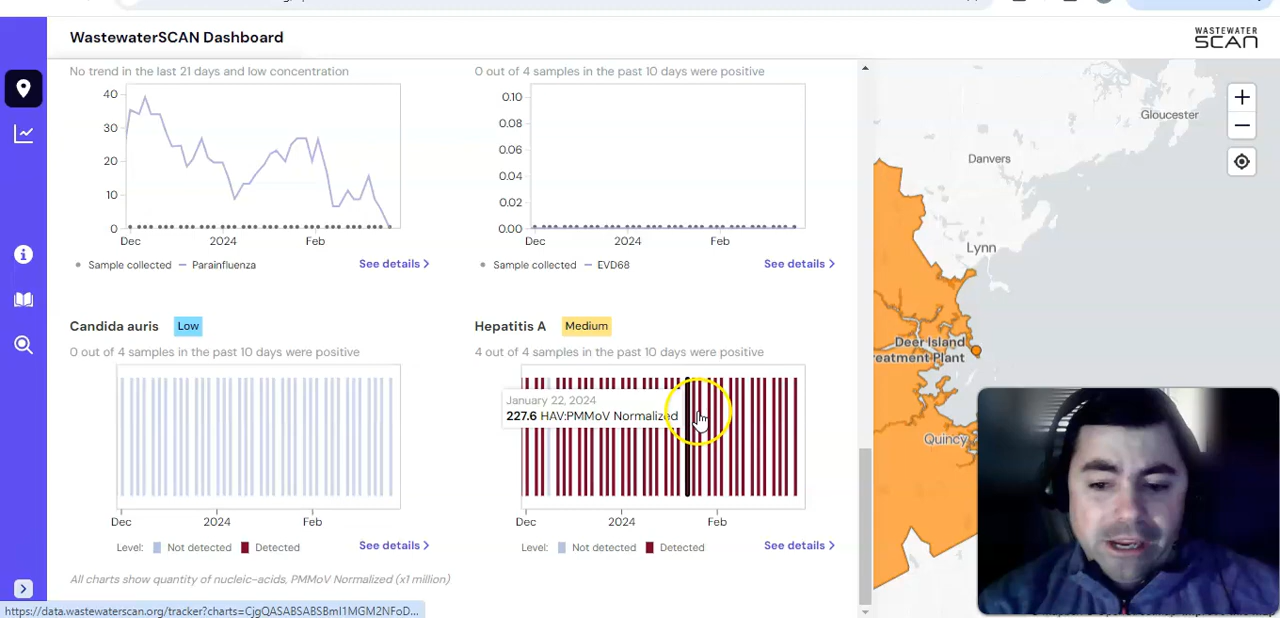 WastewaterSCAN Dashboard
WASTEWATER
SCAN
No trend in the last 21 days and low concentration
40
30
20
10
0
Dec
2024
Feb
Sample collected
Parainfluenza
See details
0 out of 4 samples in the past 10 days were positive
0.10
0.08
0.06
0.04
0.02
0.00
Dec
2024
Feb
Sample collected
EVD68
See details
Candida auris
Low
0 out of 4 samples in the past 10 days were positive
Dec
2024
Feb
Level:
Not detected
Detected
See details
Hepatitis A
Medium
4 out of 4 samples in the past 10 days were positive
January 22, 2024
227.6 HAV:PMMoV Normalized
Dec
2024
Feb
Level:
Not detected
Detected
See details
All charts show quantity of nucleic-acids, PMMoV Normalized (x1 million)
https://data.wastewaterscan.org/tracker?charts=CjgQASABSABSBmI1MGM2NFoD...
Gloucester
Danvers
Lynn
Deer Island
Treatment Plant
Quincy